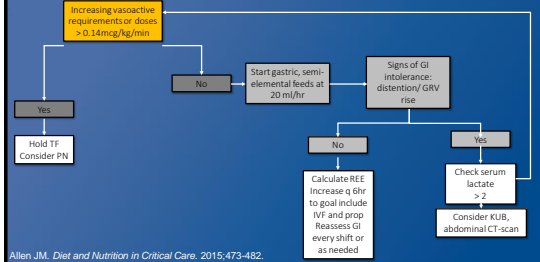 Increasing vasoactive
requirements or doses
> 0.14mcg/kg/min
Yes
Hold TF
Consider PN
No
Start gastric, semi-
elemental feeds at
20 ml/hr
Signs of GI
intolerance:
distention/ GRV
rise
No
Calculate REE
Increase q 6hr
to goal include
IVF and prop
Reassess GI
every shift or
as needed
Yes
Check serum
lactate
> 2
Consider KUB,
abdominal CT-scan
Allen JM. Diet and Nutrition in Critical Care. 2015;473-482.